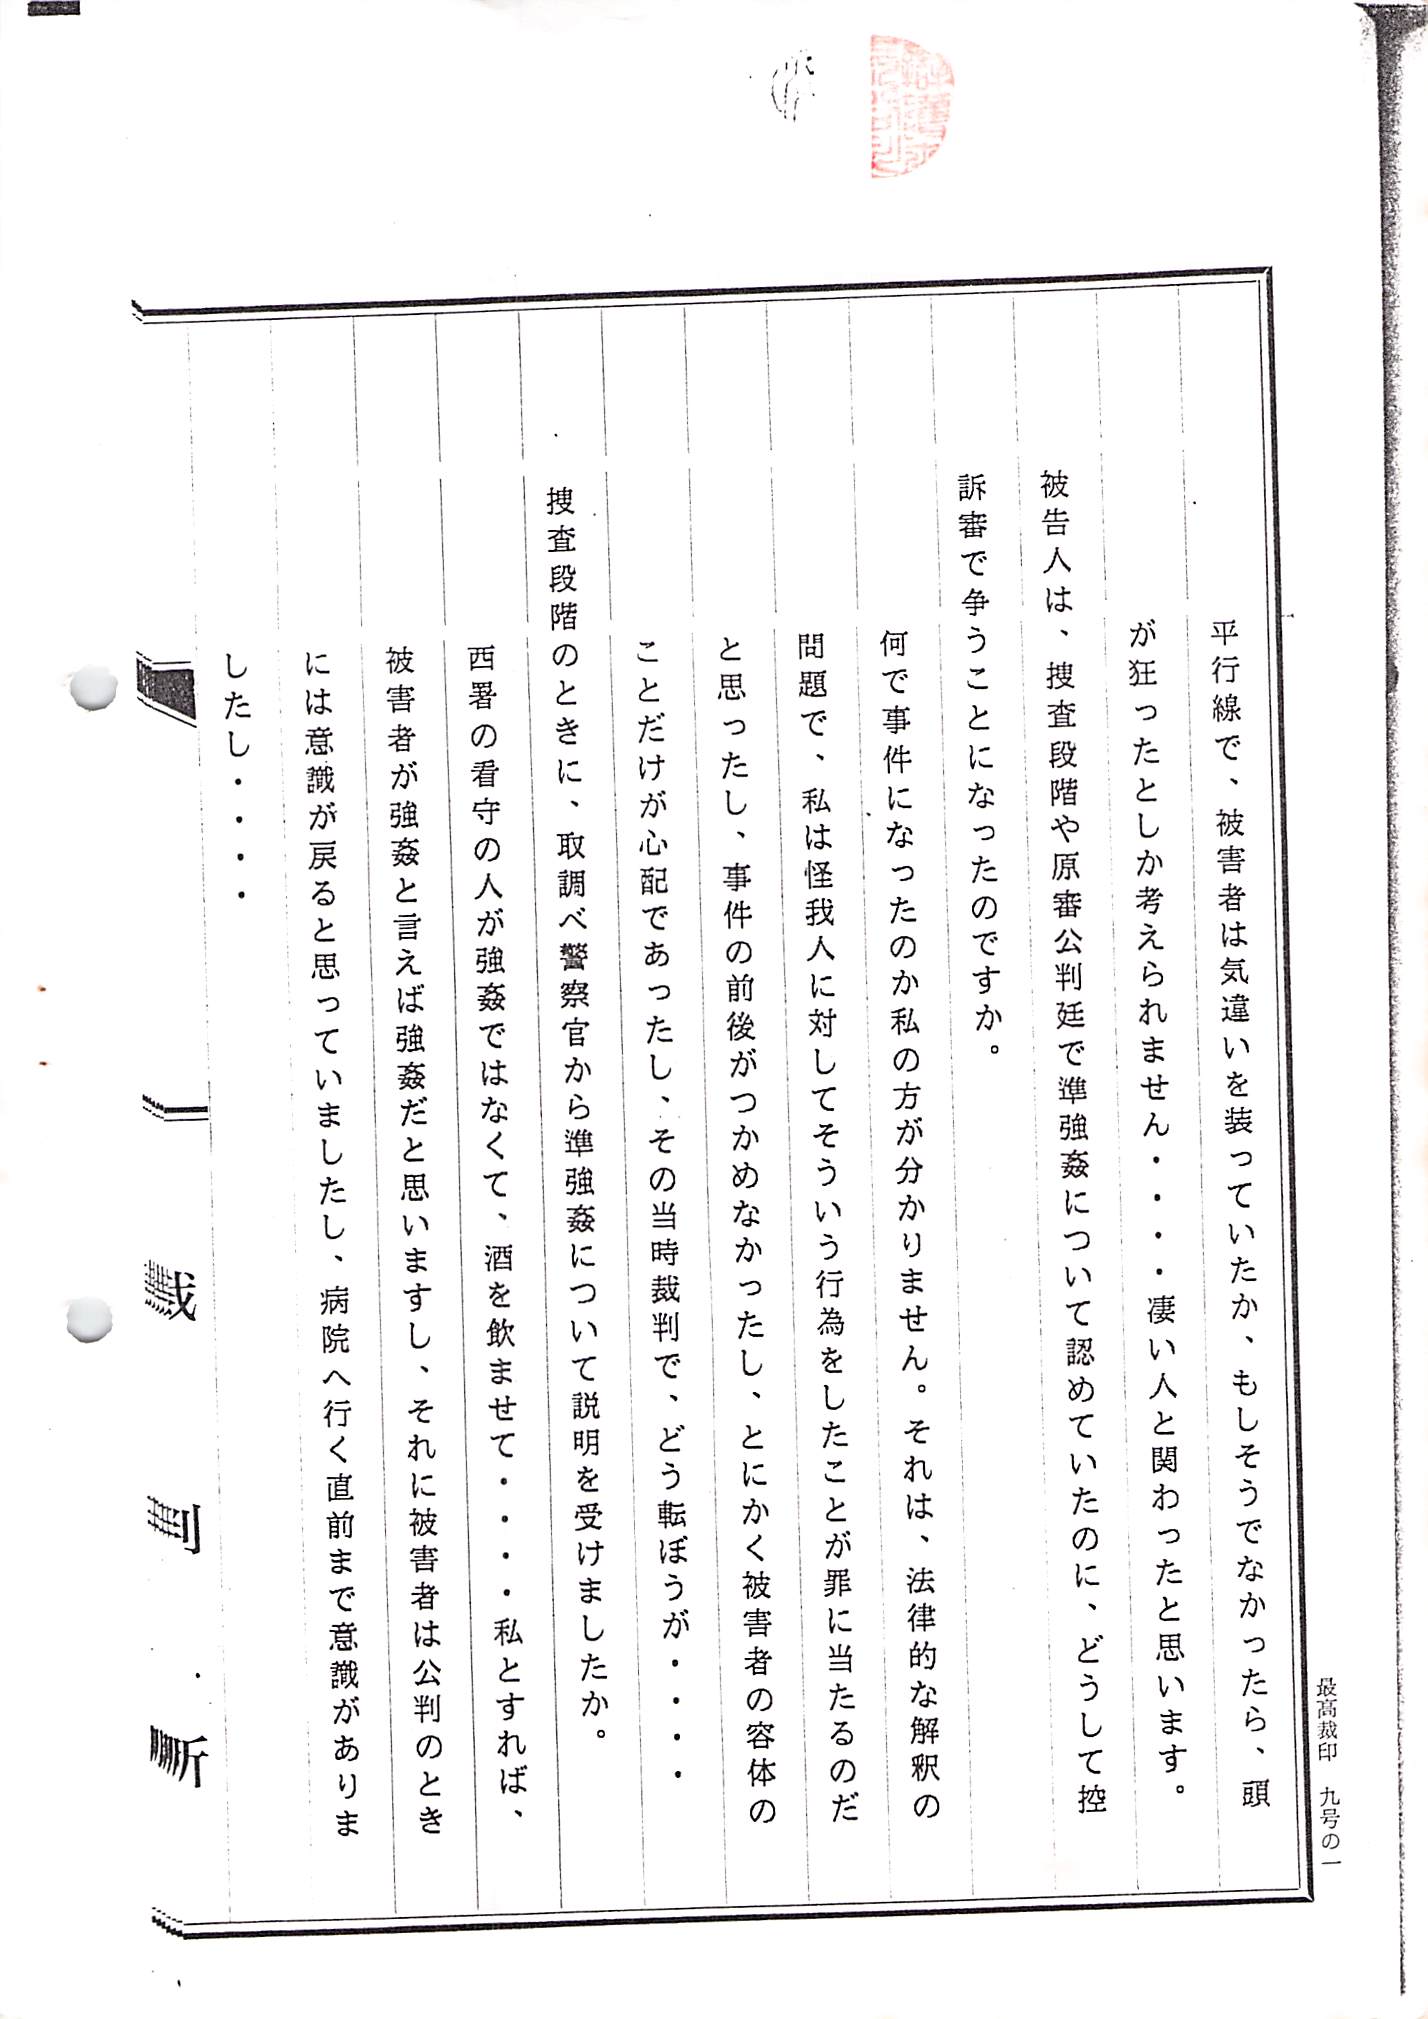 平行線で、被害者は気違いを装っていたか、もしそうでなかったら、頭
が狂ったとしか考えられません・・・・凄い人と関わったと思います。
被告人は、捜査段階や原審公判廷で準強姦について認めていたのに、どうして控
訴審で争うことになったのですか。
何で事件になったのか私の方が分かりません。それは、法律的な解釈の
問題で、私は怪我人に対してそういう行為をしたことが罪に当たるのだ
と思ったし、事件の前後がつかめなかったし、とにかく被害者の容体の
ことだけが心配であったし、その当時裁判で、どう転ぼうが・・・・
捜査段階のときに、取調べ警察官から準強姦について説明を受けましたか。
西署の看守の人が強姦ではなくて、酒を飲ませて・・・・私とすれば、
被害者が強姦と言えば強姦だと思いますし、それに被害者は公判のとき
には意識が戻ると思っていましたし、病院へ行く直前まで意識がありま
したし・・・・
裁判所
最高裁印 九号の一